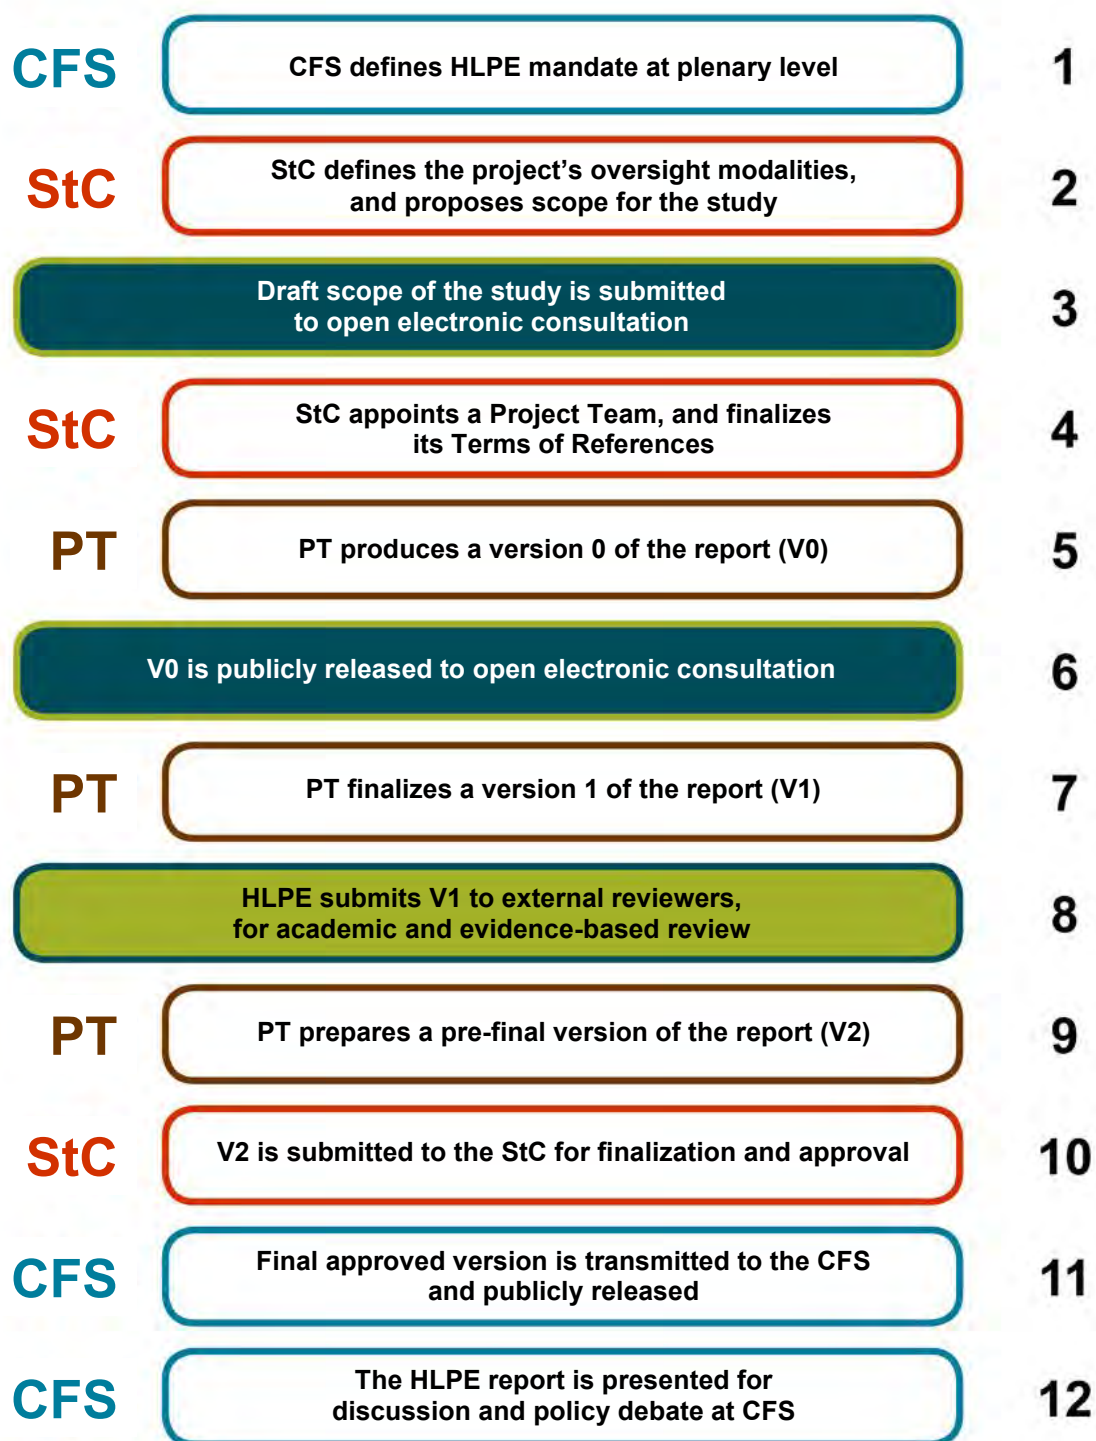 CFS
CFS defines HLPE mandate at plenary level
1
StC
StC defines the project's oversight modalities,
and proposes scope for the study
2
Draft scope of the study is submitted
to open electronic consultation
3
StC
StC appoints a Project Team, and finalizes
its Terms of References
4
PT
PT produces a version 0 of the report (V0)
5
V0 is publicly released to open electronic consultation
6
PT
PT finalizes a version 1 of the report (V1)
7
HLPE submits V1 to external reviewers,
for academic and evidence-based review
8
PT
PT prepares a pre-final version of the report (V2)
9
StC
V2 is submitted to the StC for finalization and approval
10
CFS
Final approved version is transmitted to the CFS
and publicly released
11
CFS
The HLPE report is presented for
discussion and policy debate at CFS
12